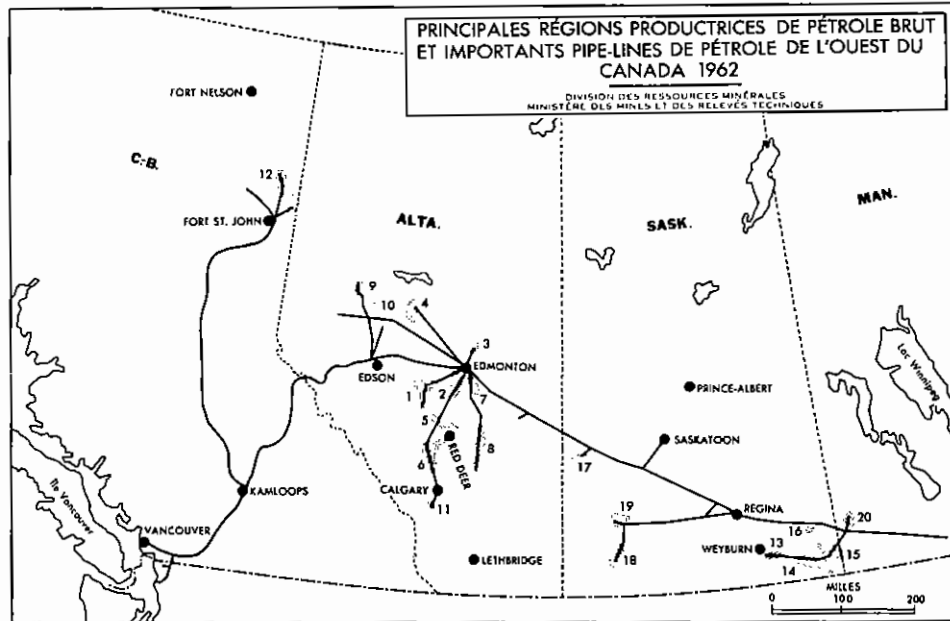 PRINCIPALES RÉGIONS PRODUCTRICES DE PÉTROLE BRUT
ET IMPORTANTS PIPE-LINES DE PÉTROLE DE L'OUEST DU
CANADA 1962
DIVISION DES RESSOURCES MINÉRALES
MINISTÈRE DES MINES ET DES RELEVÉS TECHNIQUES
FORT NELSON
C.-B.
12
FORT ST. JOHN
ALTA.
SASK.
MAN.
9
10
4
3
EDMONTON
EDSON
1
2
7
5
RED DEER
8
6
CALGARY
11
LETHBRIDGE
KAMLOOPS
VANCOUVER
Île Vancouver
PRINCE-ALBERT
SASKATOON
17
Lac Winnipeg
19
18
REGINA
16
20
WEYBURN
13
14
15
MILLES
0 100 200